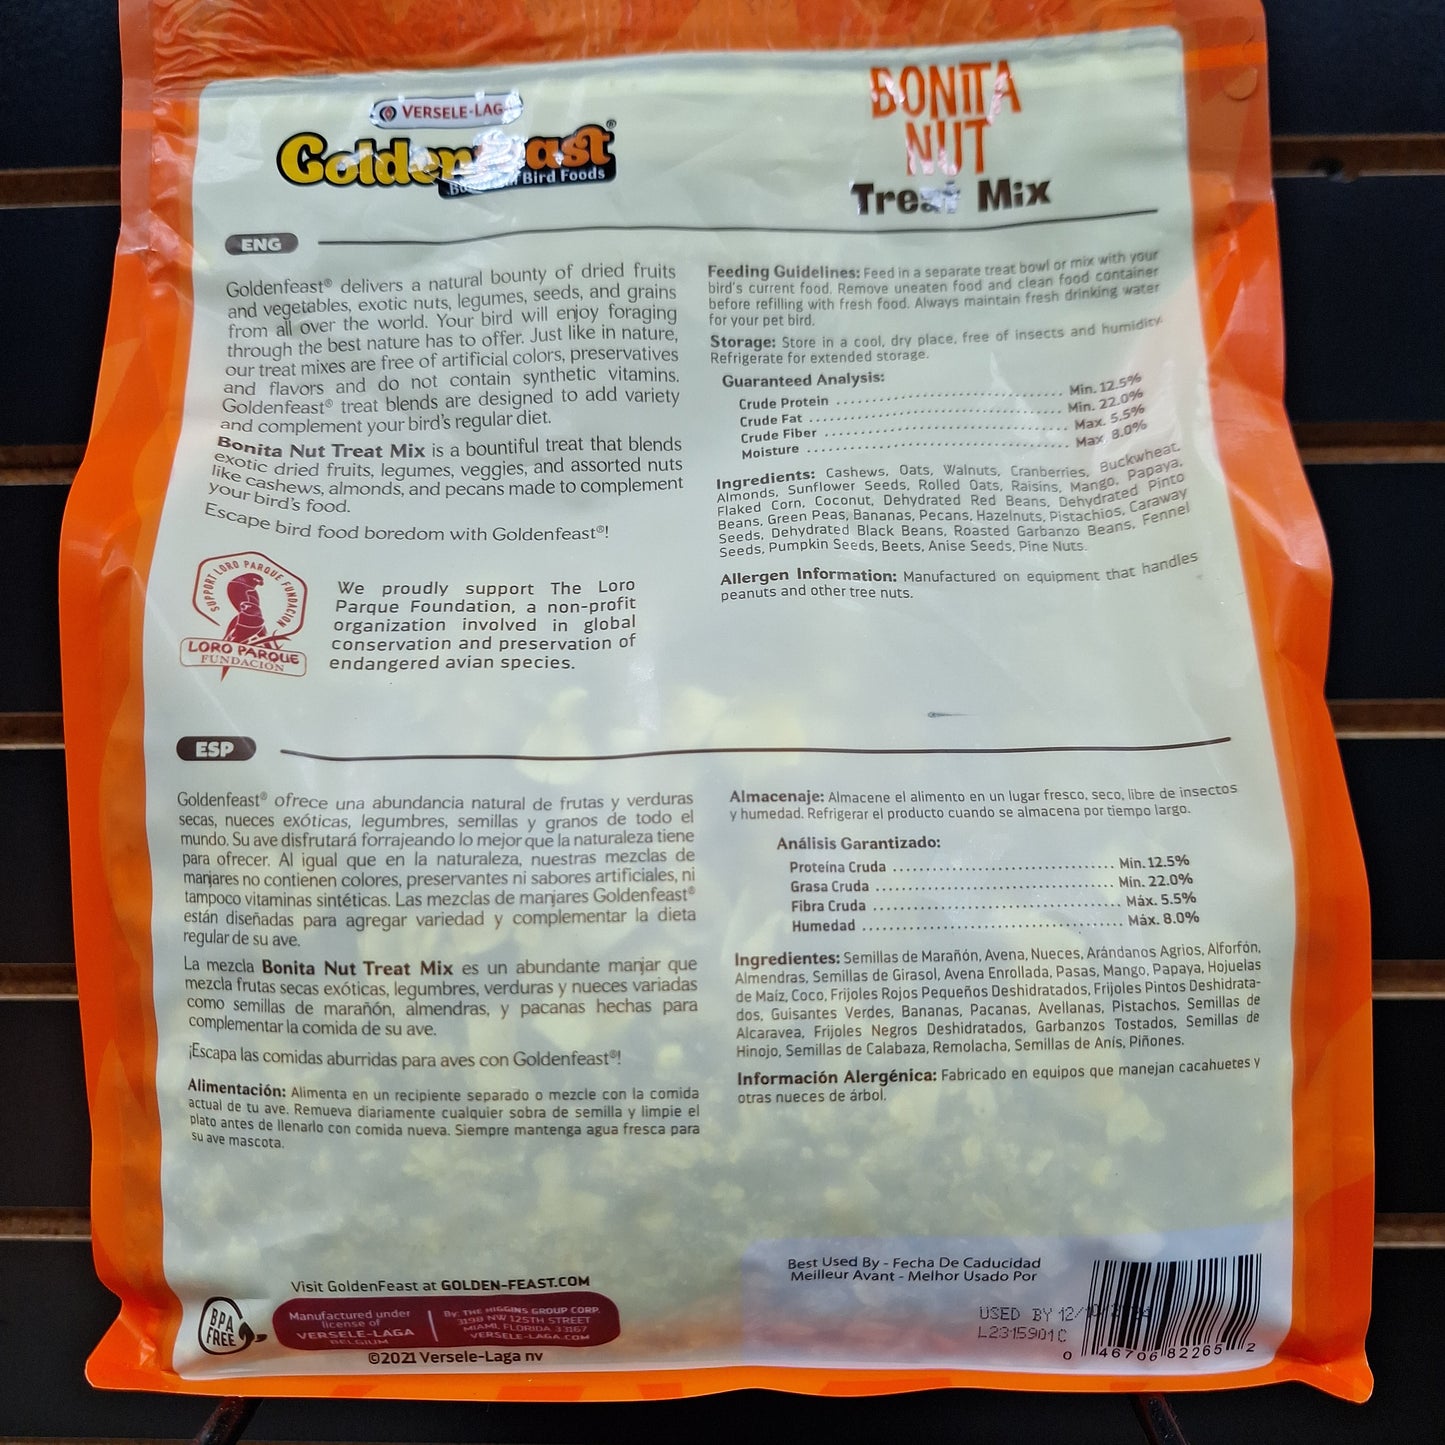 VERSELE-LAG
Goldenfeast®
Bird Foods
BONITA
NUT
Treat Mix
ENG
Goldenfeast® delivers a natural bounty of dried fruits
and vegetables, exotic nuts, legumes, seeds, and grains
from all over the world. Your bird will enjoy foraging
through the best nature has to offer. Just like in nature,
our treat mixes are free of artificial colors, preservatives
and flavors and do not contain synthetic vitamins.
Goldenfeast® treat blends are designed to add variety
and complement your bird's regular diet.
Bonita Nut Treat Mix is a bountiful treat that blends
exotic dried fruits, legumes, veggies, and assorted nuts
like cashews, almonds, and pecans made to complement
your bird's food.
Escape bird food boredom with Goldenfeast®!
SUPPORT LORO PARQUE FUNDACIÓN
LORO PARQUE
FUNDACIÓN
We proudly support The Loro
Parque Foundation, a non-profit
organization involved in global
conservation and preservation of
endangered avian species.
Feeding Guidelines: Feed in a separate treat bowl or mix with your
bird's current food. Remove uneaten food and clean food container
before refilling with fresh food. Always maintain fresh drinking water
for your pet bird.
Storage: Store in a cool, dry place, free of insects and humidity.
Refrigerate for extended storage.
Guaranteed Analysis:
Crude Protein Min. 12.5%
Crude Fat Min. 22.0%
Crude Fiber Max. 5.5%
Moisture Max. 8.0%
Ingredients: Cashews, Oats, Walnuts, Cranberries, Buckwheat,
Almonds, Sunflower Seeds, Rolled Oats, Raisins, Mango, Papaya,
Flaked Corn, Coconut, Dehydrated Red Beans, Dehydrated Pinto
Beans, Green Peas, Bananas, Pecans, Hazelnuts, Pistachios, Caraway
Seeds, Dehydrated Black Beans, Roasted Garbanzo Beans, Fennel
Seeds, Pumpkin Seeds, Beets, Anise Seeds, Pine Nuts.
Allergen Information: Manufactured on equipment that handles
peanuts and other tree nuts.
ESP
Goldenfeast® ofrece una abundancia natural de frutas y verduras
secas, nueces exóticas, legumbres, semillas y granos de todo el
mundo. Su ave disfrutará forrajeando lo mejor que la naturaleza tiene
para ofrecer. Al igual que en la naturaleza, nuestras mezclas de
manjares no contienen colores, preservantes ni sabores artificiales, ni
tampoco vitaminas sintéticas. Las mezclas de manjares Goldenfeast®
están diseñadas para agregar variedad y complementar la dieta
regular de su ave.
La mezcla Bonita Nut Treat Mix es un abundante manjar que
mezcla frutas secas exóticas, legumbres, verduras y nueces variadas
como semillas de marañón, almendras, y pacanas hechas para
complementar la comida de su ave.
¡Escapa las comidas aburridas para aves con Goldenfeast®!
Alimentación: Alimenta en un recipiente separado o mezcle con la comida
actual de tu ave. Remueva diariamente cualquier sobra de semilla y limpie el
plato antes de llenarlo con comida nueva. Siempre mantenga agua fresca para
su ave mascota.
Almacenaje: Almacene el alimento en un lugar fresco, seco, libre de insectos
y humedad. Refrigerar el producto cuando se almacena por tiempo largo.
Análisis Garantizado:
Proteína Cruda Min. 12.5%
Grasa Cruda Min. 22.0%
Fibra Cruda Máx. 5.5%
Humedad Máx. 8.0%
Ingredientes: Semillas de Marañón, Avena, Nueces, Arándanos Agrios, Alforfón,
Almendras, Semillas de Girasol, Avena Enrollada, Pasas, Mango, Papaya, Hojuelas
de Maíz, Coco, Frijoles Rojos Pequeños Deshidratados, Frijoles Pintos Deshidrata-
dos, Guisantes Verdes, Bananas, Pacanas, Avellanas, Pistachos, Semillas de
Alcaravea, Frijoles Negros Deshidratados, Garbanzos Tostados, Semillas de
Hinojo, Semillas de Calabaza, Remolacha, Semillas de Anís, Piñones.
Información Alergénica: Fabricado en equipos que manejan cacahuetes y
otras nueces de árbol.
Visit GoldenFeast at GOLDEN-FEAST.COM
BPA
FREE
Manufactured under
license of
VERSELE-LAGA
BELGIUM
By: THE HIGGINS GROUP CORP.
3198 NW 125TH STREET
MIAMI, FLORIDA 33167
VERSELE-LAGA.COM
©2021 Versele-Laga nv
Best Used By - Fecha De Caducidad
Meilleur Avant - Melhor Usado Por
USED BY 12/
L2315901C
0 46706 82265 2